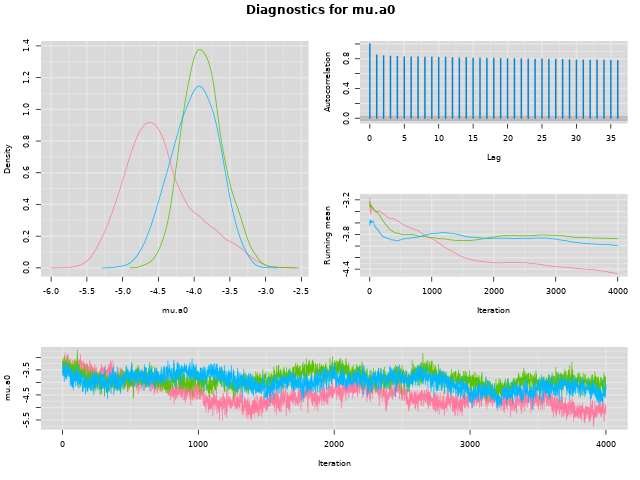 Diagnostics for mu.a0
Density
0.0 0.2 0.4 0.6 0.8 1.0 1.2 1.4
-6.0 -5.5 -5.0 -4.5 -4.0 -3.5 -3.0 -2.5
mu.a0
Autocorrelation
0.0 0.4 0.8
0 5 10 15 20 25 30 35
Lag
Running mean
-4.4 -3.8 -3.2
0 1000 2000 3000 4000
Iteration
mu.a0
-5.5 -4.5 -3.5
0 1000 2000 3000 4000
Iteration